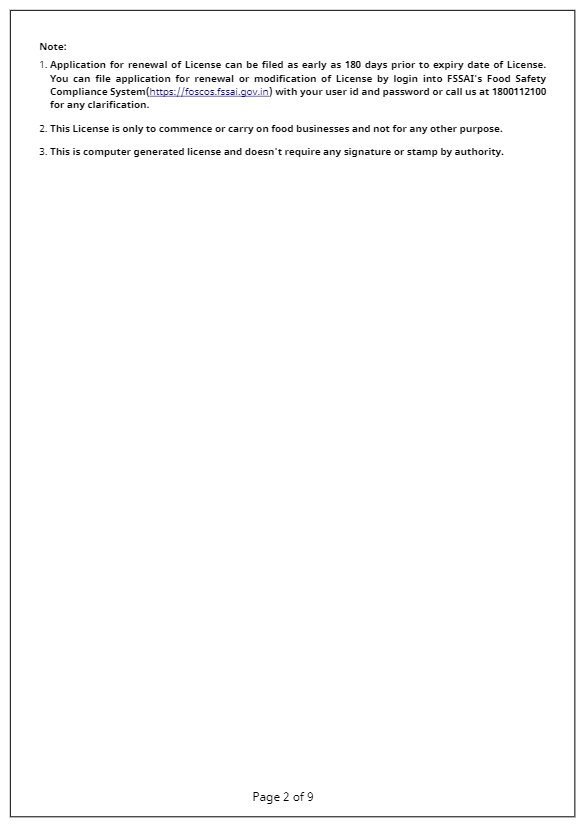 Note:
1. Application for renewal of License can be filed as early as 180 days prior to expiry date of License.
You can file application for renewal or modification of License by login into FSSAI's Food Safety
Compliance System(https://foscos.fssai.gov.in) with your user id and password or call us at 1800112100
for any clarification.
2. This License is only to commence or carry on food businesses and not for any other purpose.
3. This is computer generated license and doesn't require any signature or stamp by authority.
Page 2 of 9